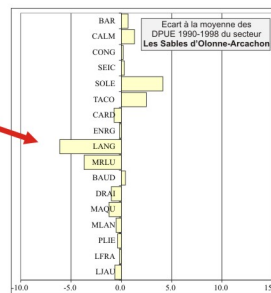 Ecart à la moyenne des
DPUE 1990-1998 du secteur
Les Sables d'Olonne-Arcachon
BAR
CALM
CONG
SEIC
SOLE
TACO
CARD
ENRG
LANG
MRLU
BAUD
DRAI
MAQU
MLAN
PLIE
LFRA
LJAU
-10.0 -5.0 0.0 5.0 10.0 15